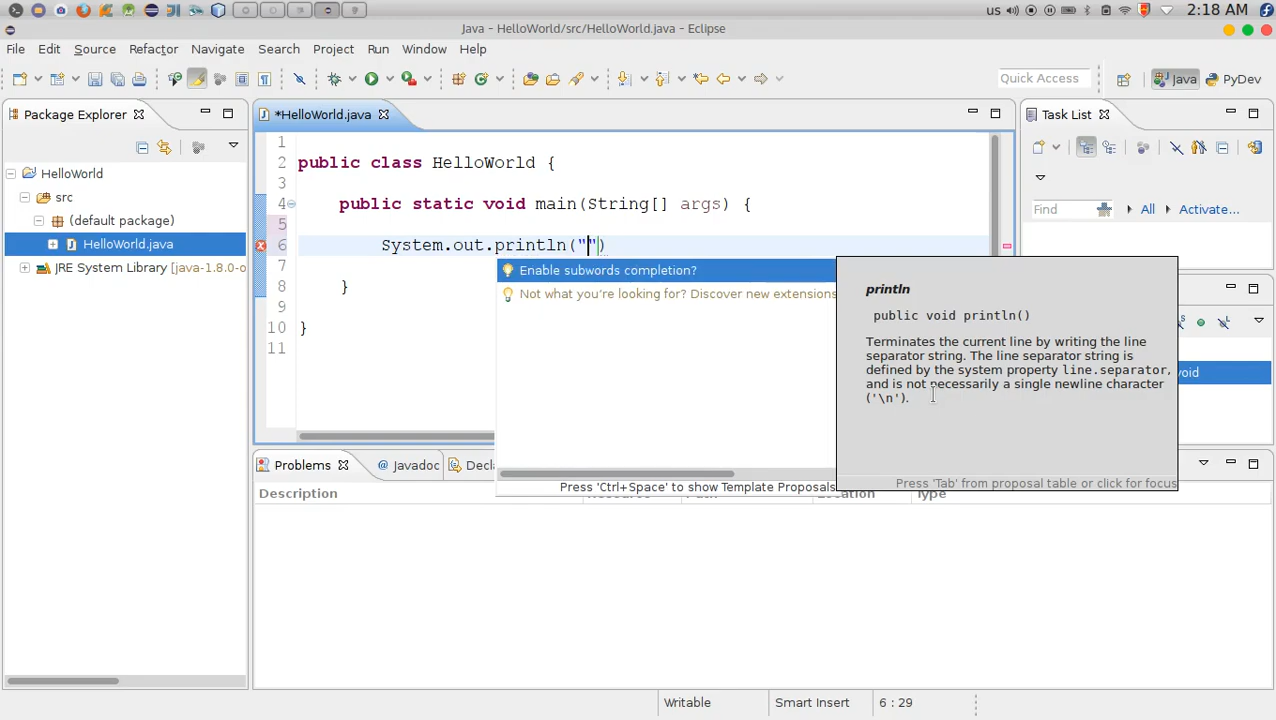 us
2:18 AM
Java - HelloWorld/src/HelloWorld.java - Eclipse
File Edit Source Refactor Navigate Search Project Run Window Help
Quick Access
Java
PyDev
Package Explorer
*HelloWorld.java
Task List
HelloWorld
src
(default package)
HelloWorld.java
JRE System Library [java-1.8.0-o
1
2 public class HelloWorld {
3
4 public static void main(String[] args) {
5
6 System.out.println("")
7
8 }
9
10 }
11
Find
All
Activate...
Enable subwords completion?
Not what you're looking for? Discover new extensions
Press 'Ctrl+Space' to show Template Proposals
println
public void println()
Terminates the current line by writing the line
separator string. The line separator string is
defined by the system property line.separator,
and is not necessarily a single newline character
('\n').
Press 'Tab' from proposal table or click for focus
void
Problems
@ Javadoc
Decla
Description
Resource
Path
Location
Type
Writable
Smart Insert
6 : 29